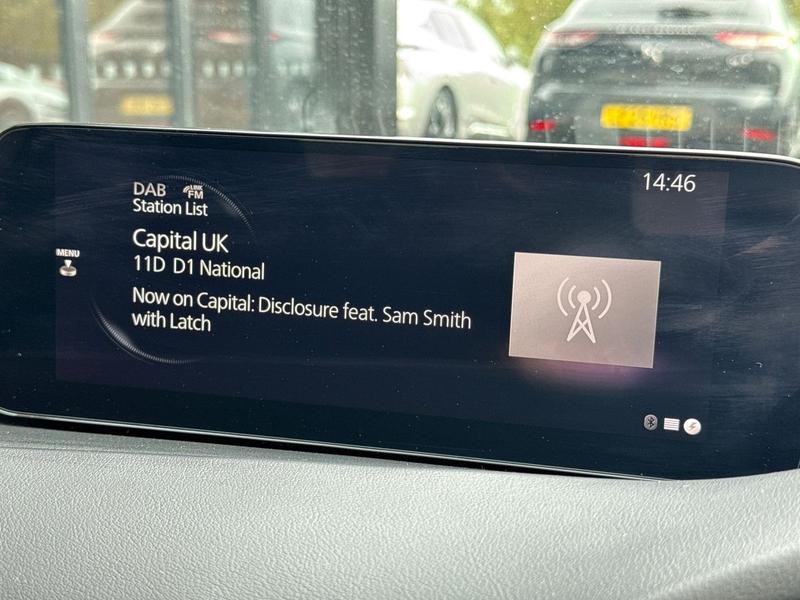 14:46
DAB LINK FM
Station List
Capital UK
MENU
11D D1 National
Now on Capital: Disclosure feat. Sam Smith
with Latch